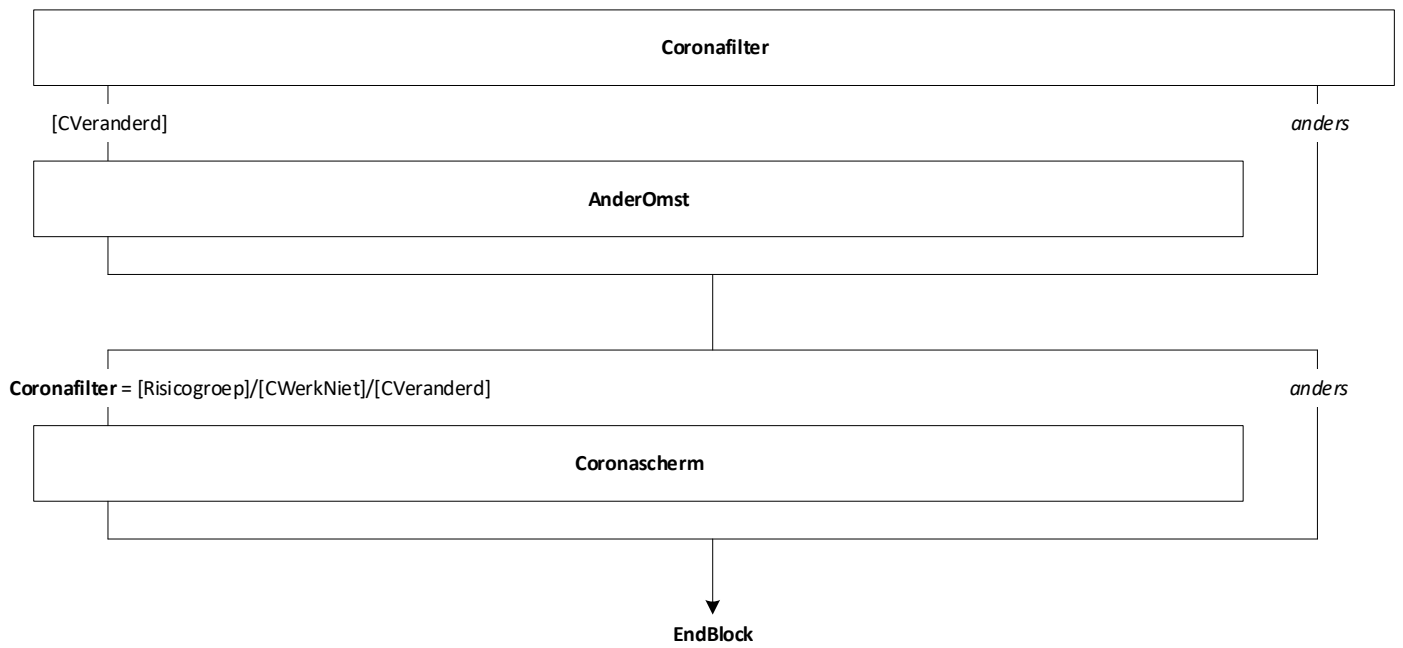 Coronafilter
[CVeranderd]
anders
AnderOmst
Coronafilter = [Risicogroep]/[CWerkNiet]/[CVeranderd]
anders
Coronascherm
EndBlock